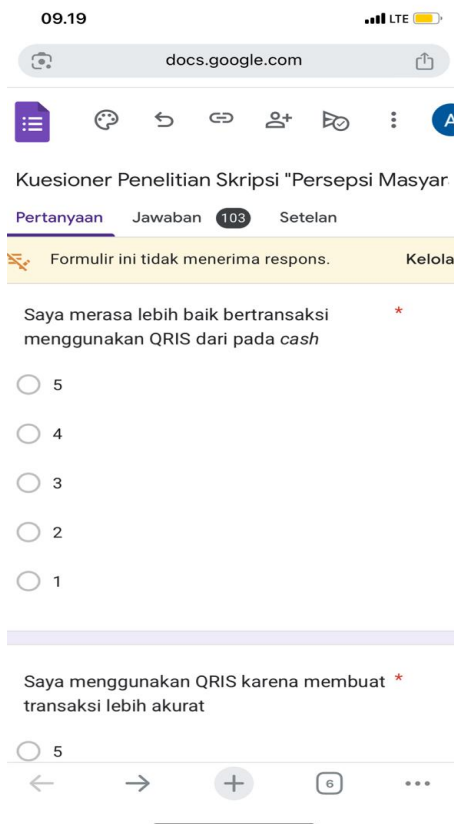 09.19
LTE
docs.google.com
A
Kuesioner Penelitian Skripsi "Persepsi Masyar
Pertanyaan Jawaban 103 Setelan
Formulir ini tidak menerima respons. Kelola
Saya merasa lebih baik bertransaksi *
menggunakan QRIS dari pada cash
5
4
3
2
1
Saya menggunakan QRIS karena membuat *
transaksi lebih akurat
5
6